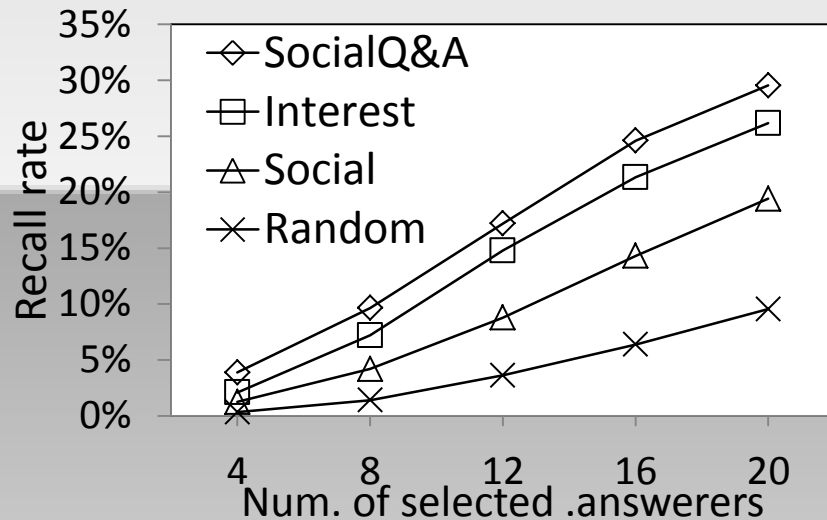 35%
30%
25%
20%
15%
10%
5%
0%
Recall rate
SocialQ&A
Interest
Social
Random
4 8 12 16 20
Num. of selected .answerers